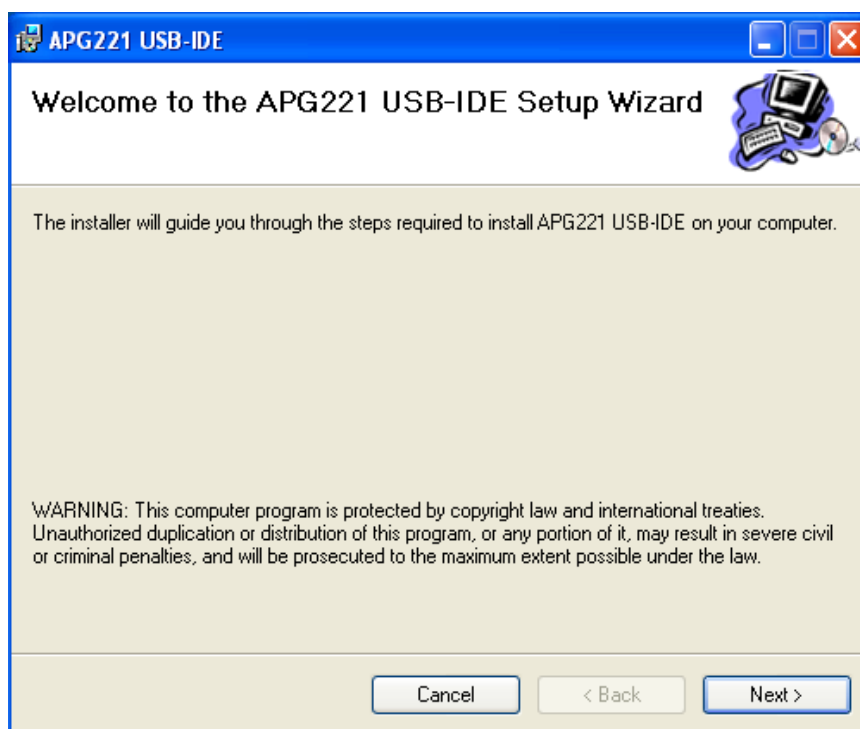 APG221 USB-IDE
Welcome to the APG221 USB-IDE Setup Wizard
The installer will guide you through the steps required to install APG221 USB-IDE on your computer.
WARNING: This computer program is protected by copyright law and international treaties.
Unauthorized duplication or distribution of this program, or any portion of it, may result in severe civil
or criminal penalties, and will be prosecuted to the maximum extent possible under the law.
Cancel < Back Next >